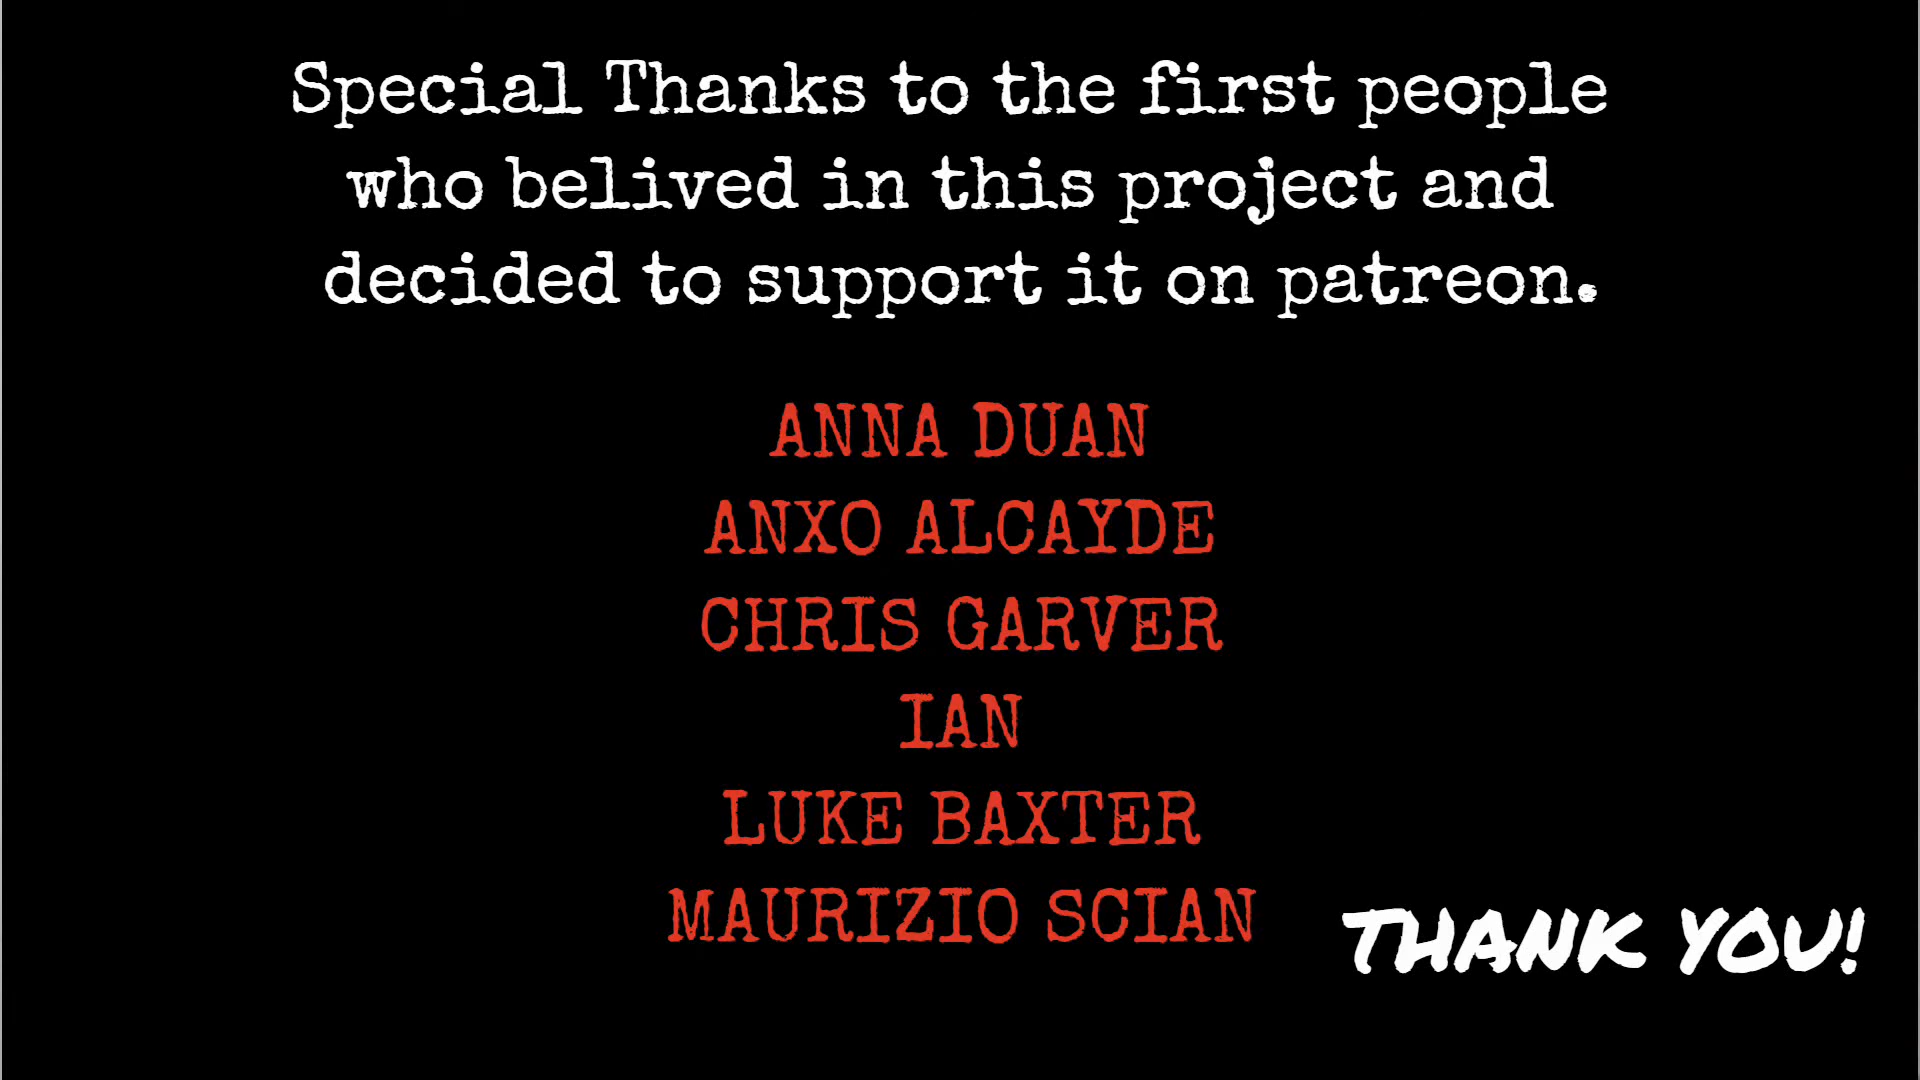 Special Thanks to the first people
who belived in this project and
decided to support it on patreon.
ANNA DUAN
ANXO ALCAYDE
CHRIS GARVER
IAN
LUKE BAXTER
MAURIZIO SCIAN
THANK YOU!